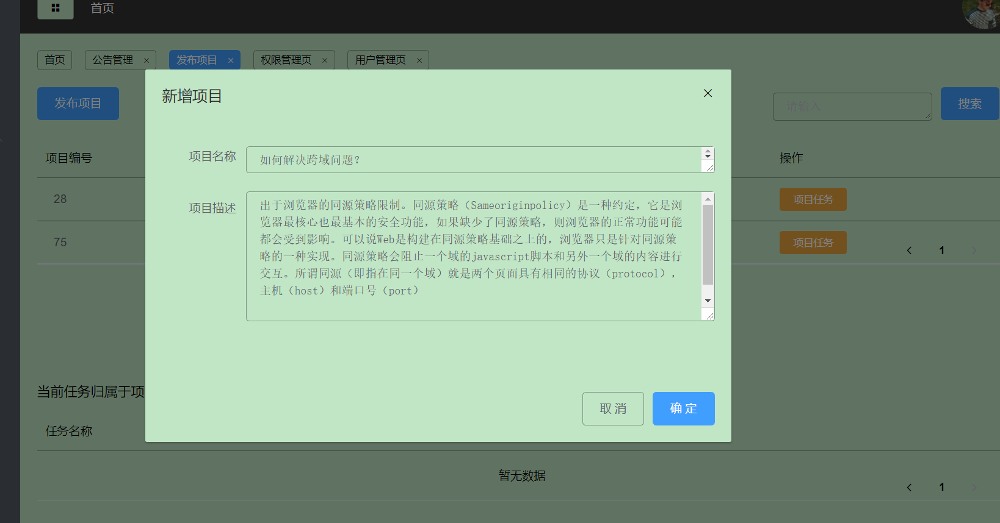 首页
首页
公告管理 ×
发布项目 ×
权限管理页 ×
用户管理页 ×
发布项目
请输入
搜索
新增项目
项目编号
操作
项目名称
如何解决跨域问题?
28
项目任务
项目描述
出于浏览器的同源策略限制。同源策略（Sameoriginpolicy）是一种约定，它是浏
览器最核心也最基本的安全功能，如果缺少了同源策略，则浏览器的正常功能可能
都会受到影响。可以说Web是构建在同源策略基础之上的，浏览器只是针对同源策
略的一种实现。同源策略会阻止一个域的javascript脚本和另外一个域的内容进行
交互。所谓同源（即指在同一个域）就是两个页面具有相同的协议（protocol），
主机（host）和端口号（port）
75
项目任务
1
取消
确定
当前任务归属于项
任务名称
暂无数据
1